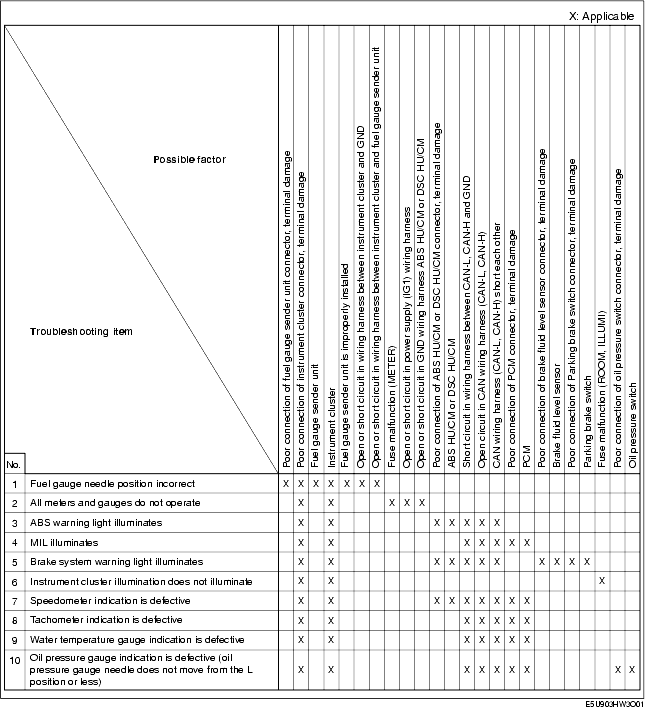 X: Applicable
Possible factor
Troubleshooting item
No.
Poor connection of fuel gauge sender unit connector, terminal damage
Poor connection of Instrument cluster connector, terminal damage
Fuel gauge sender unit
Instrument cluster
Fuel gauge sender unit is improperly installed
Open or short circuit in wiring harness between instrument cluster and GND
Open or short circuit in wiring harness between instrument cluster and fuel gauge sender unit
Fuse malfunction (METER)
Open or short circuit in power supply (IG1) wiring harness
Open or short circuit in GND wiring harness ABS HU/CM or DSC HU/CM
Poor connection of ABS HU/CM or DSC HU/CM connector, terminal damage
ABS HU/CM or DSC HU/CM
Short circuit in wiring harness between CAN-L, CAN-H and GND
Open circuit in CAN wiring harness (CAN-L, CAN-H)
CAN wiring harness (CAN-L, CAN-H) short each other
Poor connection of PCM connector, terminal damage
PCM
Poor connection of brake fluid level sensor connector, terminal damage
Brake fluid level sensor
Poor connection of Parking brake switch connector, terminal damage
Parking brake switch
Fuse malfunction (ROOM, ILLUMI)
Poor connection of oil pressure switch connector, terminal damage
Oil pressure switch
1 Fuel gauge needle position incorrect X X X X X X X
2 All meters and gauges do not operate X X X X X
3 ABS warning light illuminates X X X X X X X
4 MIL illuminates X X X X X X X
5 Brake system warning light illuminates X X X X X X X X X X X
6 Instrument cluster illumination does not illuminate X X X
7 Speedometer indication is defective X X X X X X X X X
8 Tachometer indication is defective X X X X X X X
9 Water temperature gauge indication is defective X X X X X X X
10 Oil pressure gauge indication is defective (oil
pressure gauge needle does not move from the L
position or less) X X X X X X X X X
E5U903HW3O01